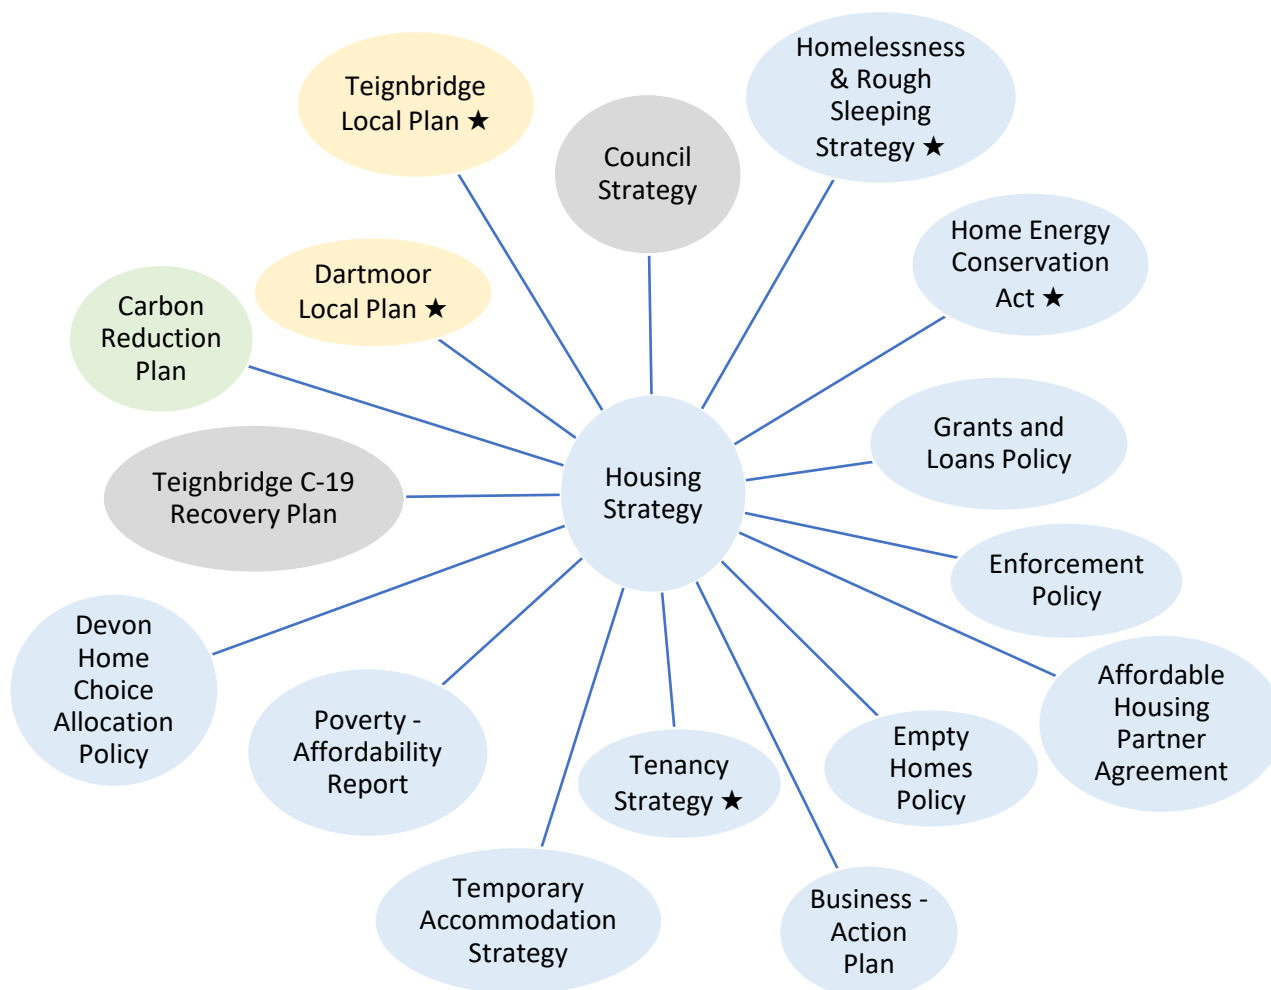 Teignbridge
Local Plan ★
Council
Strategy
Homelessness
& Rough
Sleeping
Strategy ★
Home Energy
Conservation
Act ★
Dartmoor
Local Plan ★
Carbon
Reduction
Plan
Grants and
Loans Policy
Teignbridge C-19
Recovery Plan
Housing
Strategy
Enforcement
Policy
Devon
Home
Choice
Allocation
Policy
Poverty -
Affordability
Report
Tenancy
Strategy ★
Empty
Homes
Policy
Affordable
Housing
Partner
Agreement
Temporary
Accommodation
Strategy
Business -
Action
Plan